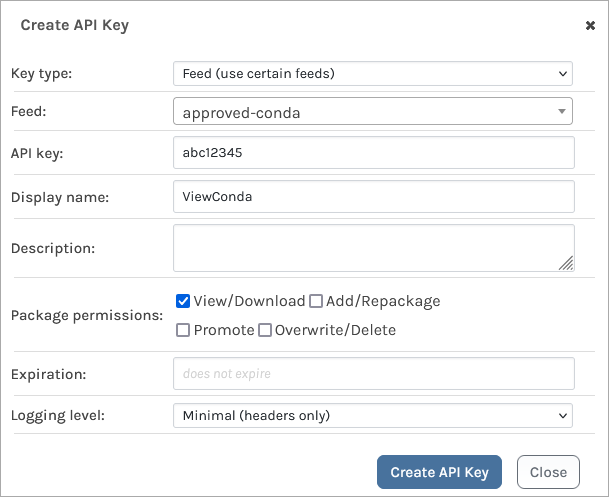 Create API Key ✖
Key type: Feed (use certain feeds)
Feed: approved-conda
API key: abc12345
Display name: ViewConda
Description:
Package permissions: View/Download Add/Repackage
Promote Overwrite/Delete
Expiration: does not expire
Logging level: Minimal (headers only)
Create API Key Close